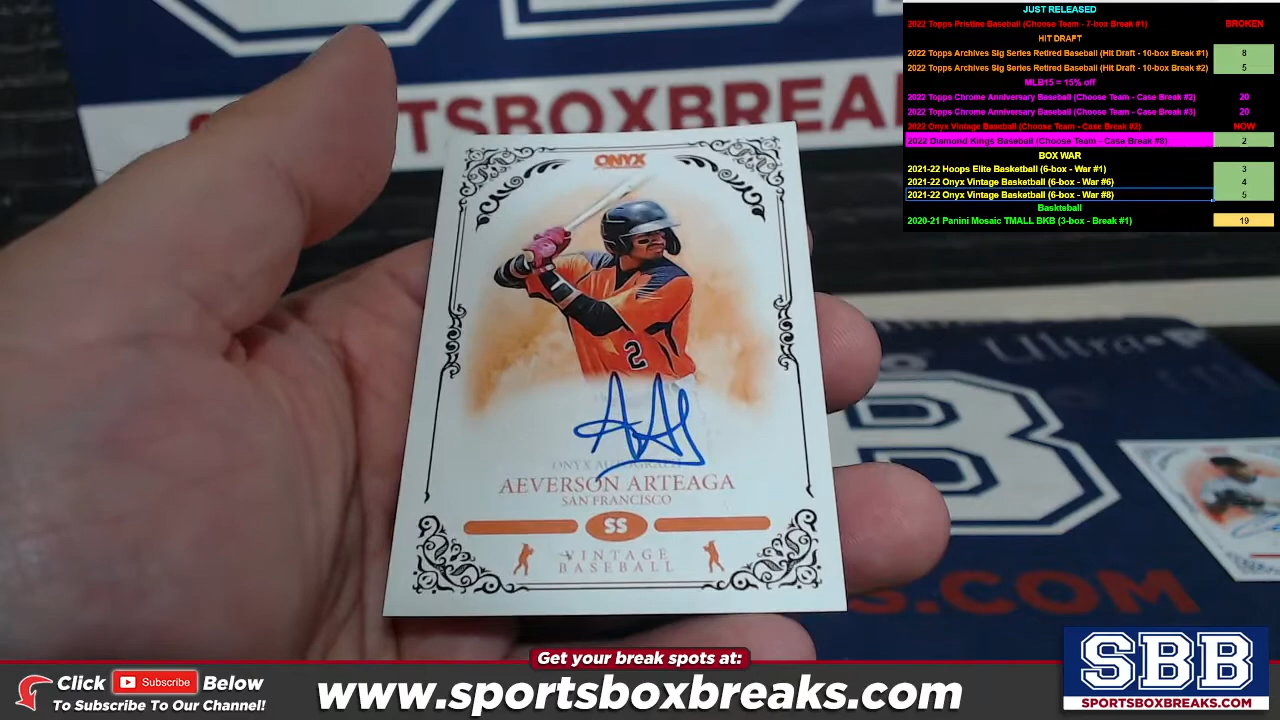 JUST RELEASED
2022 Topps Pristine Baseball (Choose Team - 7-box Break #1) BROKEN
HIT DRAFT
2022 Topps Archives Sig Series Retired Baseball (Hit Draft - 10-box Break #1) 8
2022 Topps Archives Sig Series Retired Baseball (Hit Draft - 10-box Break #2) 5
MLB15 = 15% off
2022 Topps Chrome Anniversary Baseball (Choose Team - Case Break #2) 20
2022 Topps Chrome Anniversary Baseball (Choose Team - Case Break #3) 20
2022 Onyx Vintage Baseball (Choose Team - Case Break #2) NOW
2022 Diamond Kings Baseball (Choose Team - Case Break #8) 2
BOX WAR
2021-22 Hoops Elite Basketball (6-box - War #1) 3
2021-22 Onyx Vintage Basketball (6-box - War #6) 4
2021-22 Onyx Vintage Basketball (6-box - War #8) 5
Baskteball
2020-21 Panini Mosaic TMALL BKB (3-box - Break #1) 19
SPORTSBOXBREA
ONYX
2
ONYX AUTOGRAPH
AEVERSON ARTEAGA
SAN FRANCISCO
SS
VINTAGE
BASEBALL
Ultra
B
S.COM
Get your break spots at:
Click Subscribe Below
To Subscribe To Our Channel!
www.sportsboxbreaks.com
SBB
SPORTSBOXBREAKS.COM